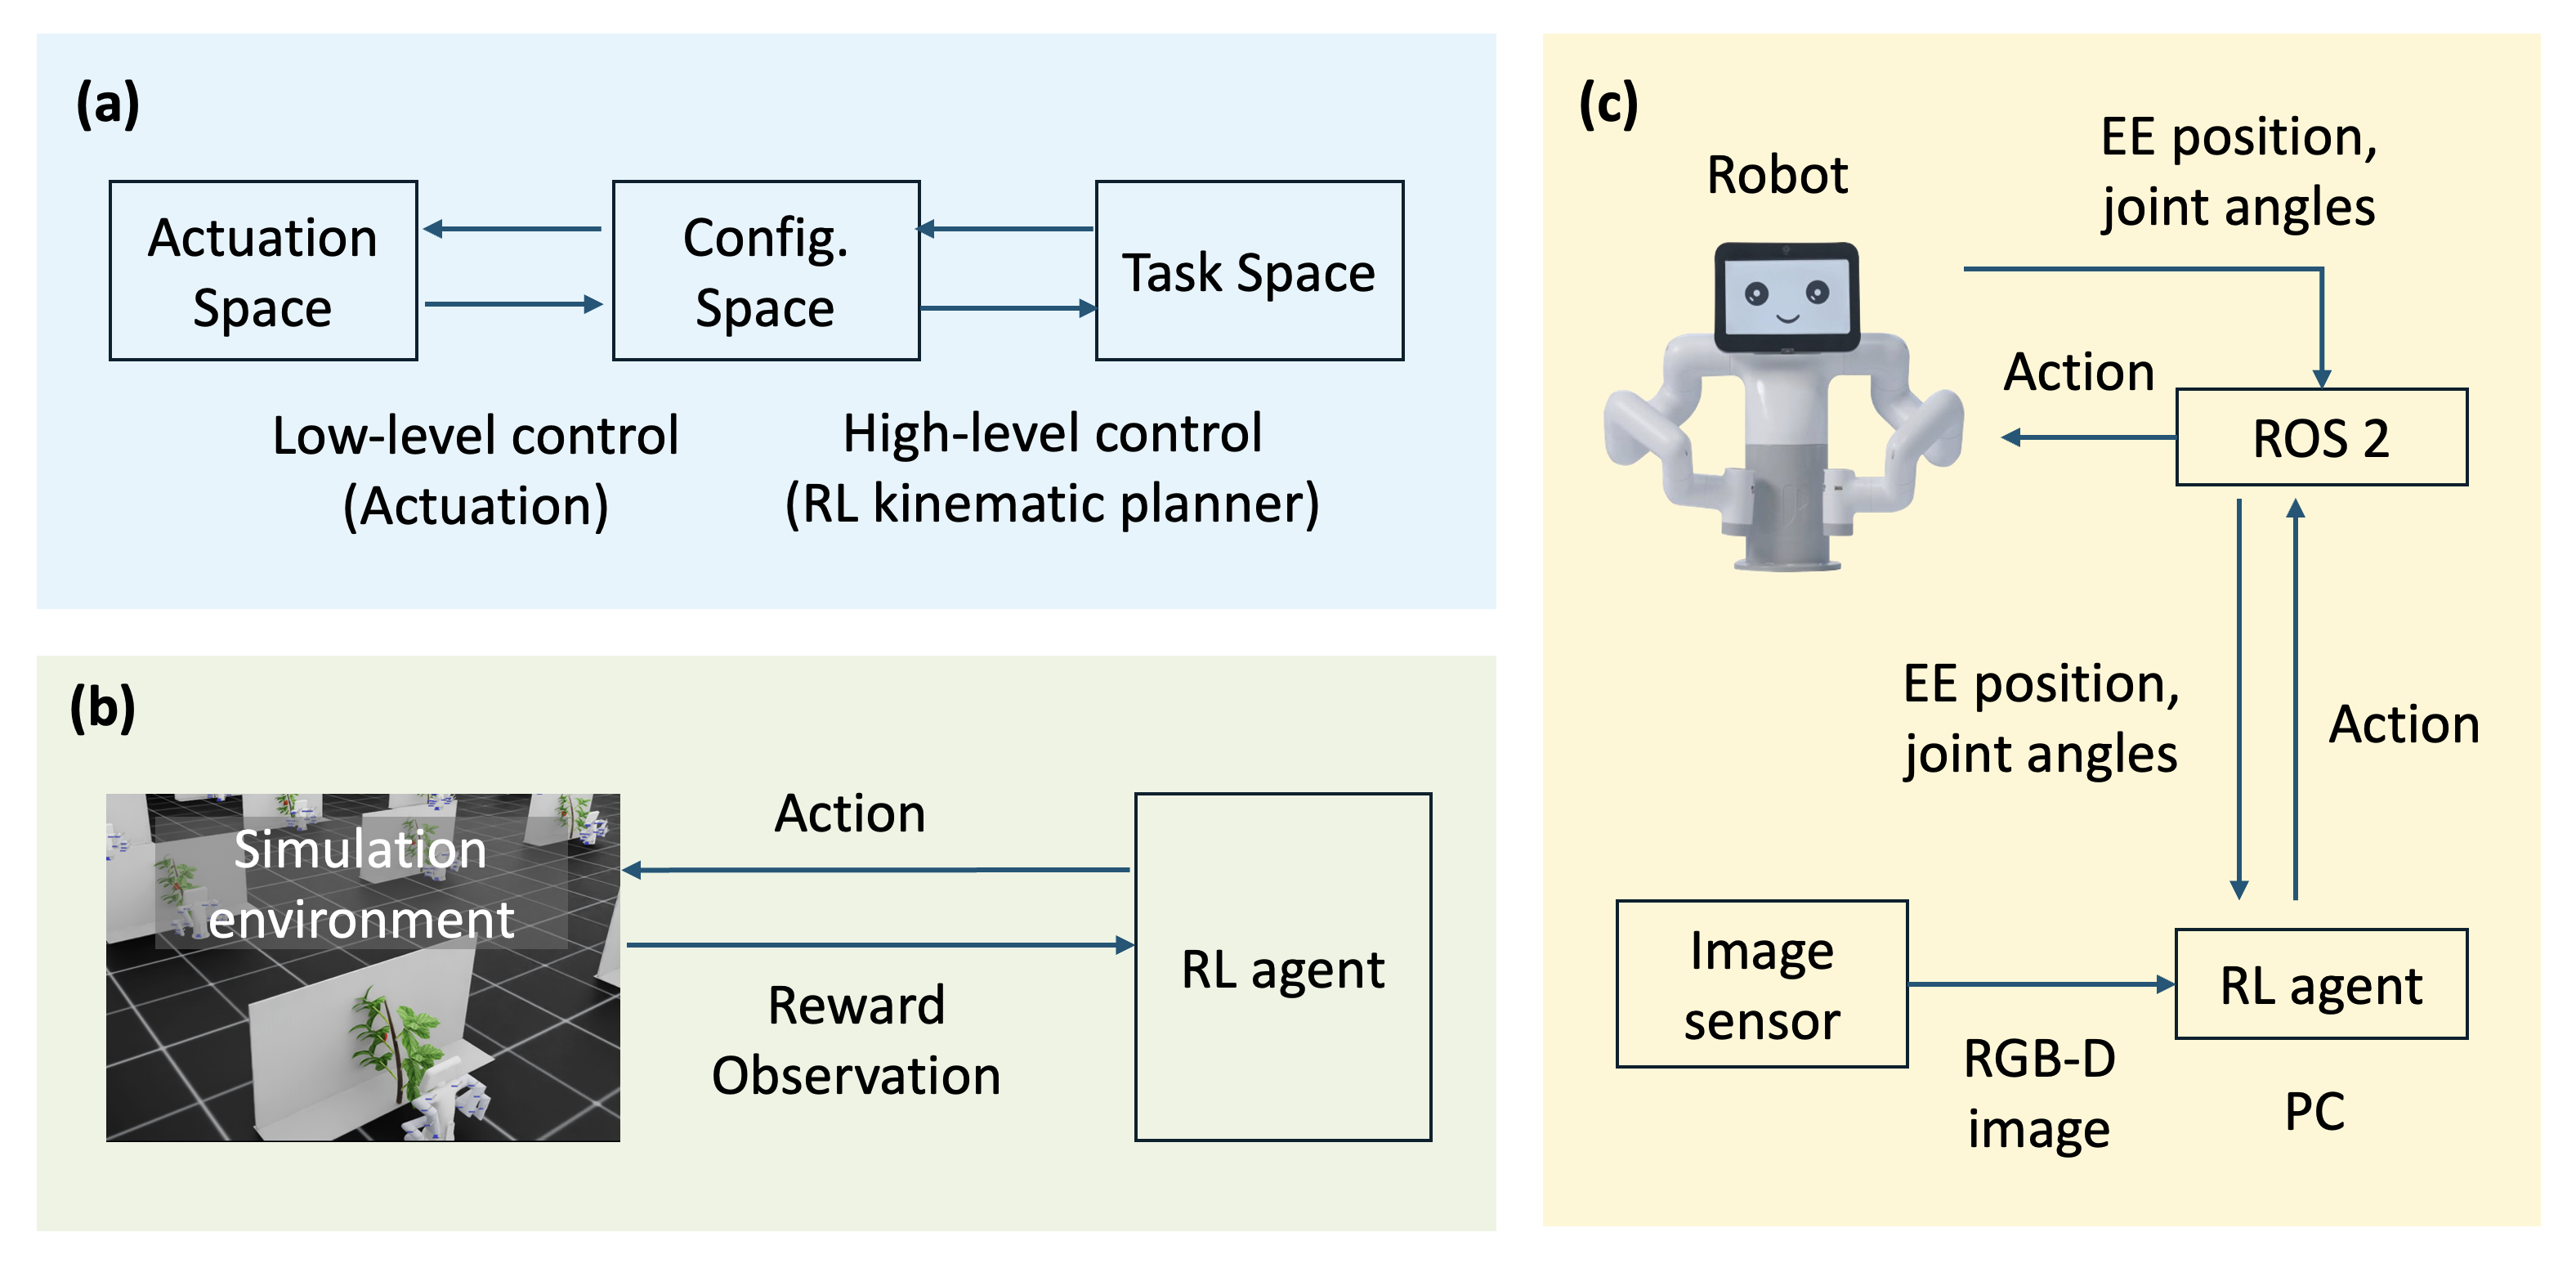 (a)
Actuation
Space
Config.
Space
Task Space
Low-level control
(Actuation)
High-level control
(RL kinematic planner)
(b)
Simulation
environment
Action
Reward
Observation
RL agent
(c)
Robot
EE position,
joint angles
Action
ROS 2
EE position,
joint angles
Action
Image
sensor
RGB-D
image
RL agent
PC